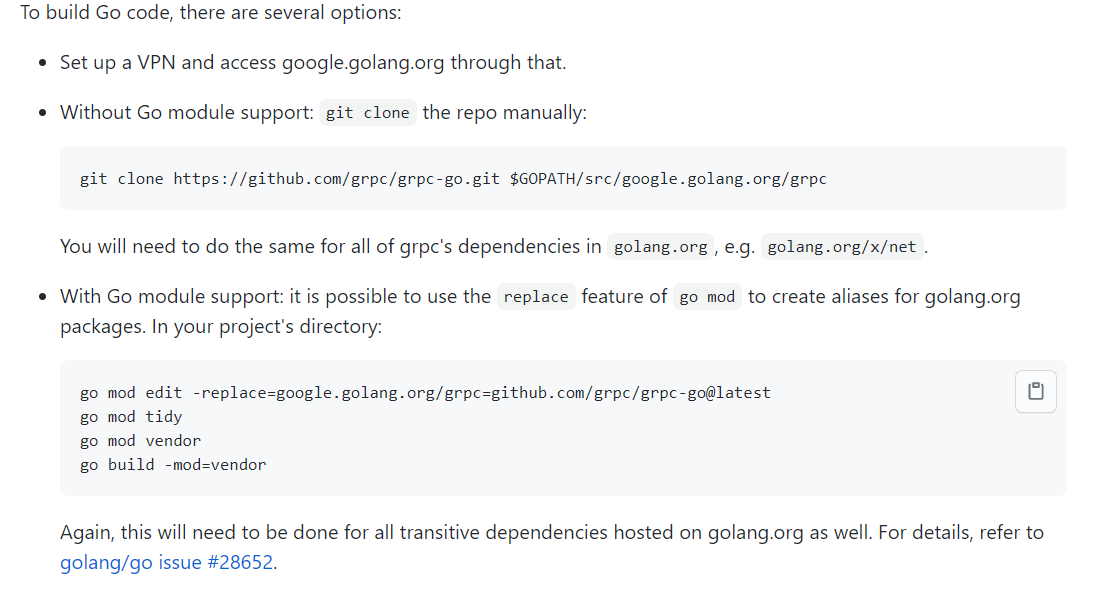 To build Go code, there are several options:
• Set up a VPN and access google.golang.org through that.
• Without Go module support: git clone the repo manually:
git clone https://github.com/grpc/grpc-go.git $GOPATH/src/google.golang.org/grpc
You will need to do the same for all of grpc's dependencies in golang.org, e.g. golang.org/x/net.
• With Go module support: it is possible to use the replace feature of go mod to create aliases for golang.org
packages. In your project's directory:
go mod edit -replace=google.golang.org/grpc=github.com/grpc/grpc-go@latest
go mod tidy
go mod vendor
go build -mod=vendor
Again, this will need to be done for all transitive dependencies hosted on golang.org as well. For details, refer to
golang/go issue #28652.